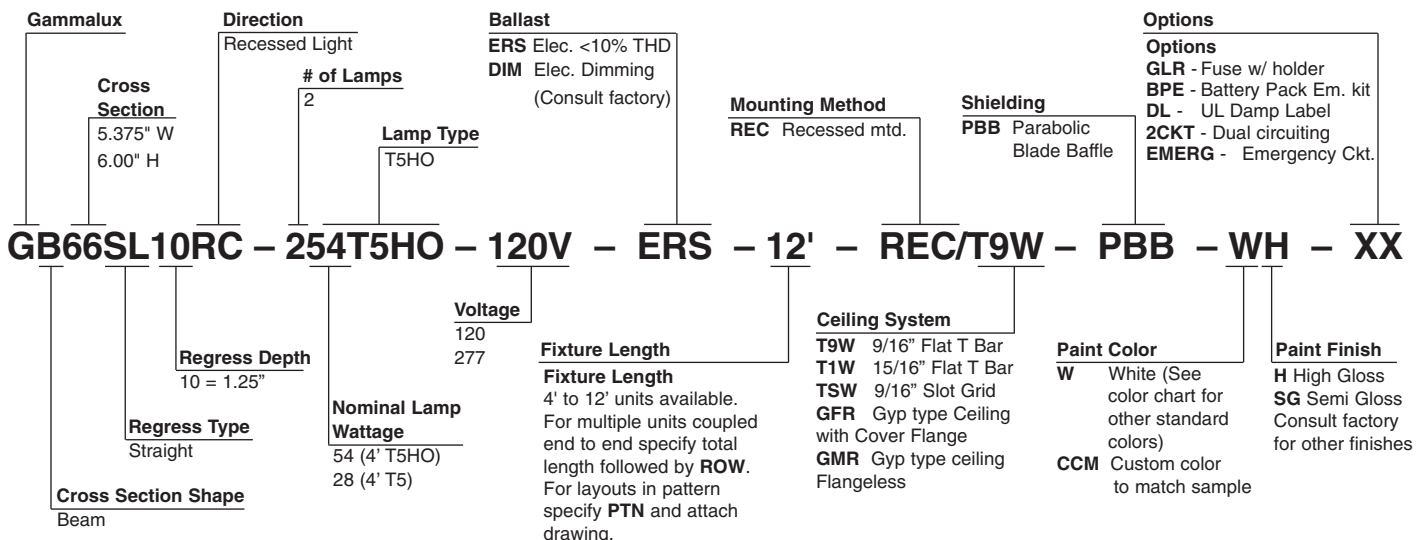 Gammalux
Cross
Section
5.375" W
6.00" H
Direction
Recessed Light
# of Lamps
2
Lamp Type
T5HO
Ballast
ERS Elec. <10% THD
DIM Elec. Dimming
(Consult factory)
Mounting Method
REC Recessed mtd.
Shielding
PBB Parabolic
Blade Baffle
Options
Options
GLR - Fuse w/ holder
BPE - Battery Pack Em. kit
DL - UL Damp Label
2CKT - Dual circuiting
EMERG - Emergency Ckt.
GB66SL10RC – 254T5HO – 120V – ERS – 12' – REC/T9W – PBB – WH – XX
Cross Section Shape
Beam
Regress Type
Straight
Regress Depth
10 = 1.25”
Nominal Lamp
Wattage
54 (4’ T5HO)
28 (4’ T5)
Voltage
120
277
Fixture Length
Fixture Length
4' to 12’ units available.
For multiple units coupled
end to end specify total
length followed by ROW.
For layouts in pattern
specify PTN and attach
drawing.
Ceiling System
T9W 9/16” Flat T Bar
T1W 15/16” Flat T Bar
TSW 9/16” Slot Grid
GFR Gyp type Ceiling
with Cover Flange
GMR Gyp type ceiling
Flangeless
Paint Color
W White (See
color chart for
other standard
colors)
CCM Custom color
to match sample
Paint Finish
H High Gloss
SG Semi Gloss
Consult factory
for other finishes